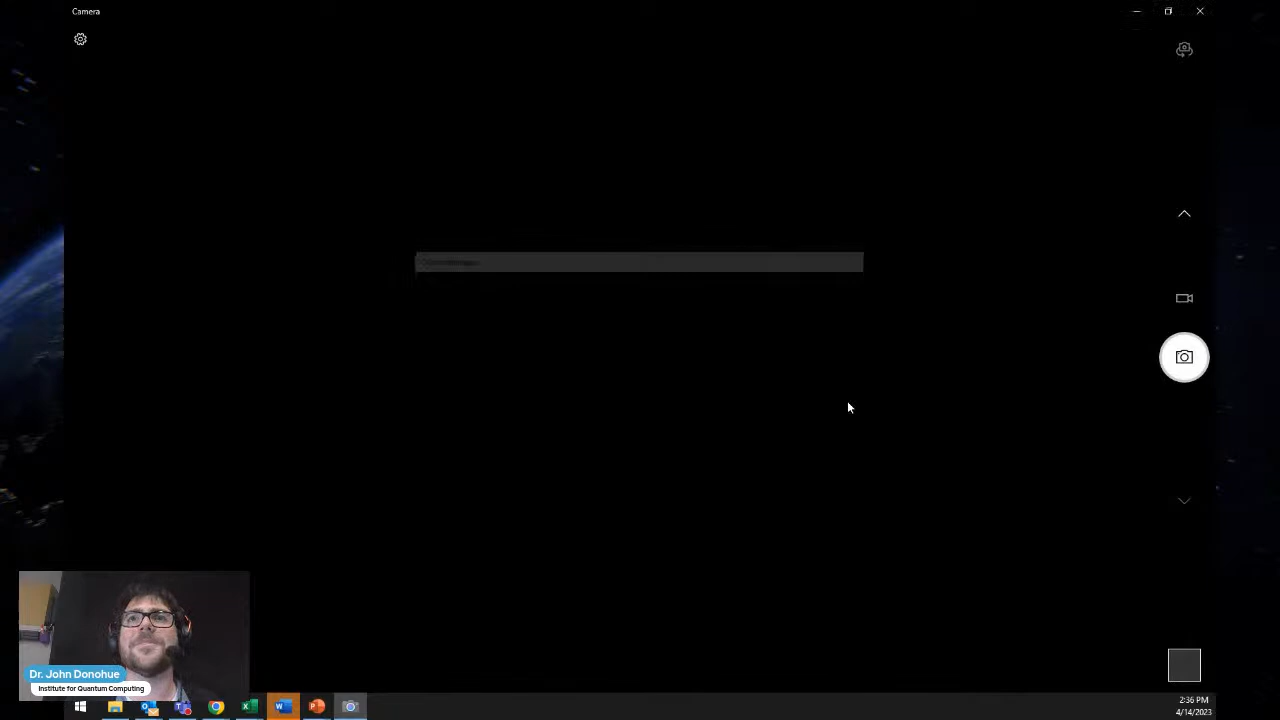 Camera
Dr. John Donohue
Institute for Quantum Computing
2:36 PM
4/14/2023